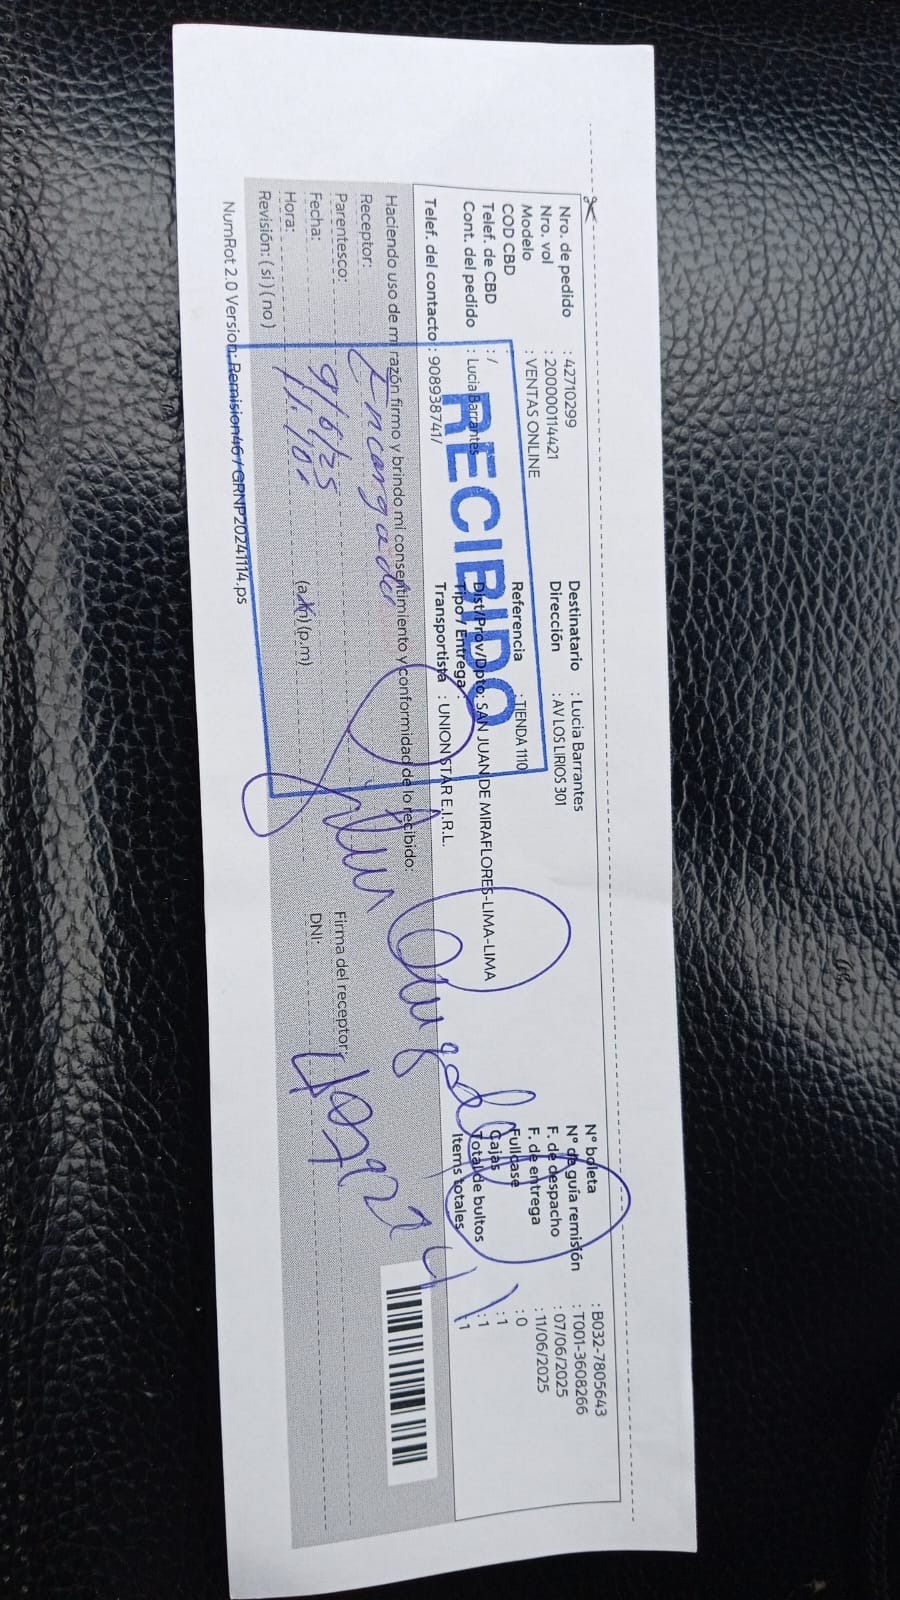 Nro. de pedido : 42710299
Nro. vol : 200000114421
Modelo : VENTAS ONLINE
COD CBD :
Telef. de CBD : /
Cont. del pedido : Lucia Barrantes
Telef. del contacto : 908938741/
Destinatario : Lucia Barrantes
Dirección : AV LOS LIRIOS 301
Referencia : TIENDA 1110
Dist/Prov/Dpto: SAN JUAN DE MIRAFLORES-LIMA-LIMA
Tipo / Entrega :
Transportista : UNION STAR E.I.R.L.
N° boleta : B032-7805643
N° de guía remisión : T001-3608266
F. de despacho : 07/06/2025
F. de entrega : 11/06/2025
Fullcase : 0
Cajas : 1
Total de bultos : 1
Items totales : 1
RECIBIDO
Haciendo uso de mi razón firmo y brindo mi consentimiento y conformidad de lo recibido:
Receptor:
Parentesco: Encargado
Fecha: 9/6/25
Hora: (a.m) (p.m)
Revisión: (si) (no)
Firma del receptor:
DNI:
NumRot 2.0 Version: Remision46 / GRNP20241114.ps